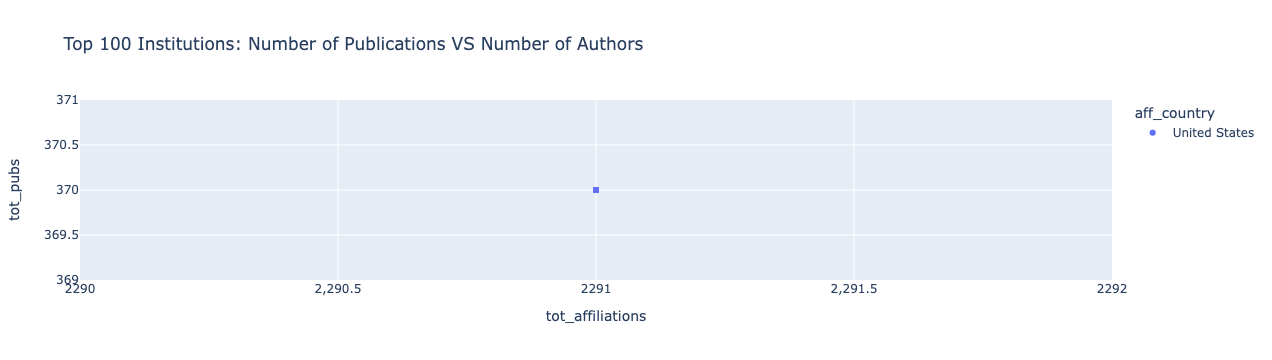 Top 100 Institutions: Number of Publications VS Number of Authors
371
370.5
370
369.5
369
tot_pubs
2290
2,290.5
2291
2,291.5
2292
tot_affiliations
aff_country
United States